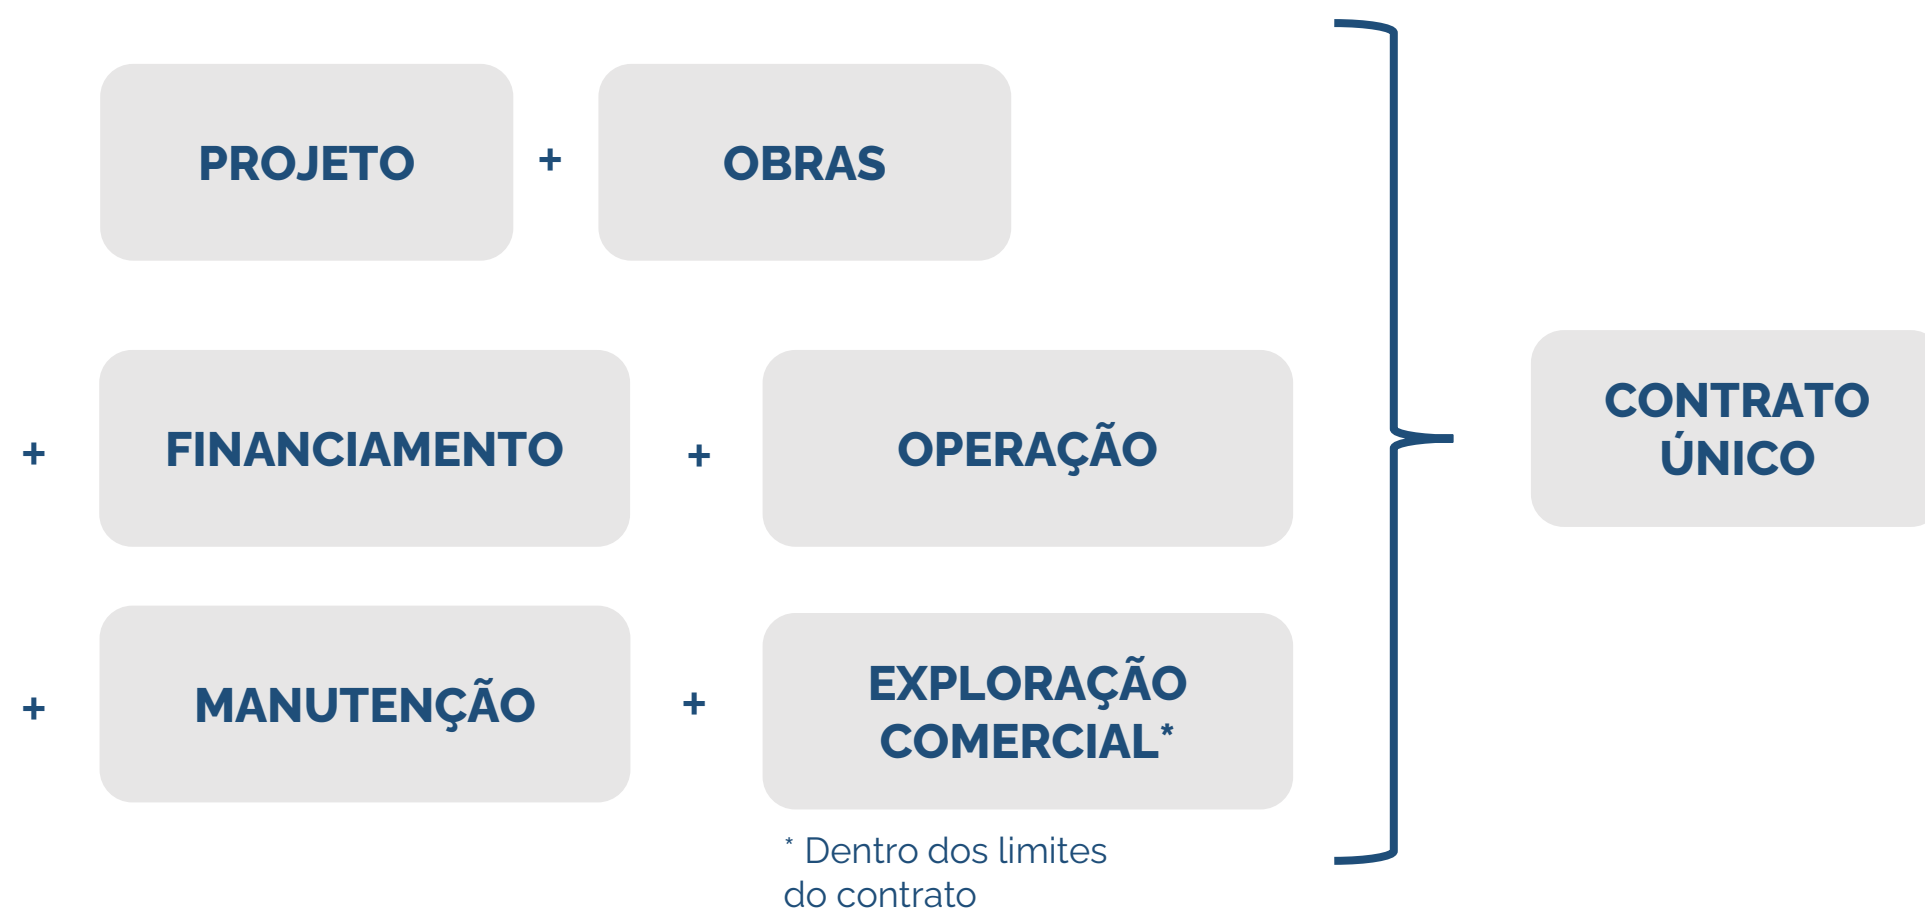 PROJETO + OBRAS
+ FINANCIAMENTO + OPERAÇÃO
+ MANUTENÇÃO + EXPLORAÇÃO
COMERCIAL*
* Dentro dos limites
do contrato
CONTRATO
ÚNICO